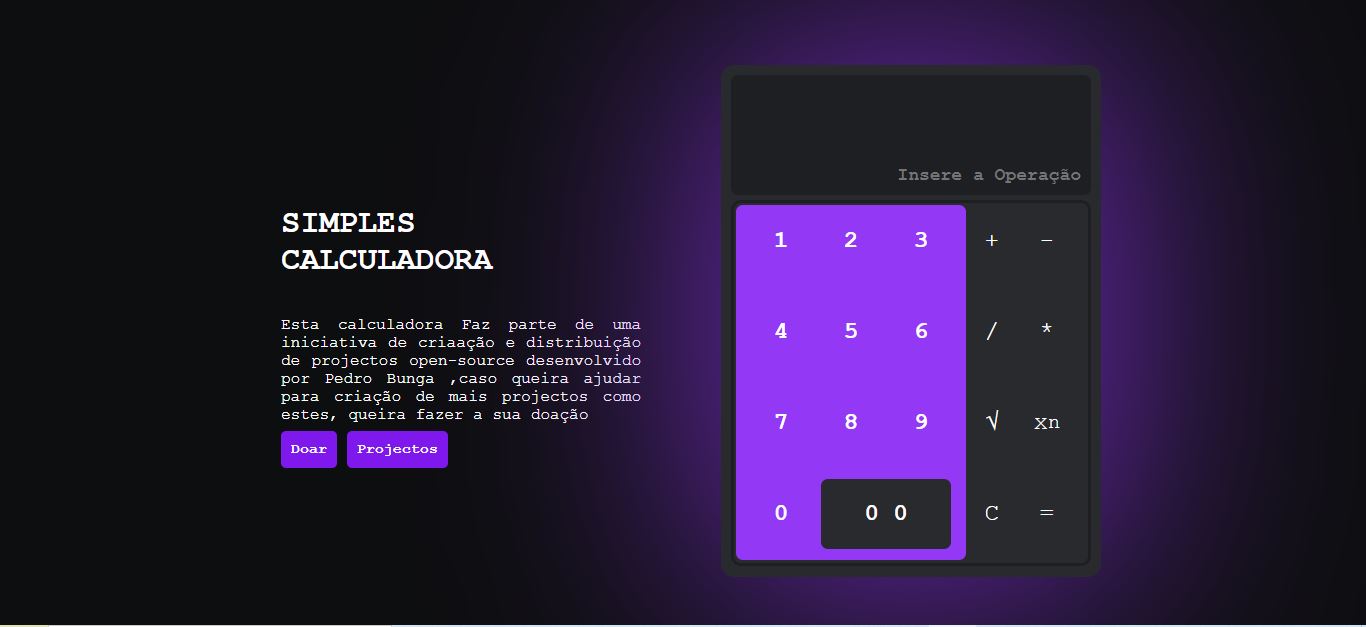 SIMPLES
CALCULADORA
Esta calculadora Faz parte de uma
iniciativa de criaação e distribuição
de projectos open-source desenvolvido
por Pedro Bunga ,caso queira ajudar
para criação de mais projectos como
estes, queira fazer a sua doação
Doar Projectos
Insere a Operação
1 2 3 + -
4 5 6 / *
7 8 9 √ xn
0 0 0 C =